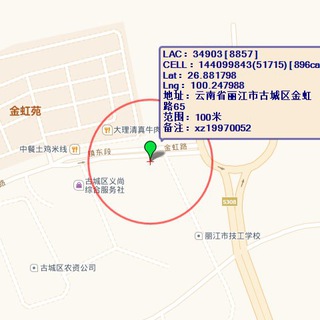 LAC: 34903[8857]
CELL: 144099843(51715)[896ca
Lat: 26.881798
Lng: 100.247988
地址: 云南省丽江市古城区金虹
路65
范围: 100米
备注: xz19970052
金虹苑
大理清真牛肉
中餐土鸡米线
金虹路
镇东段
古城区义尚
综合服务社
S308
丽江市技工学校
古城区农资公司